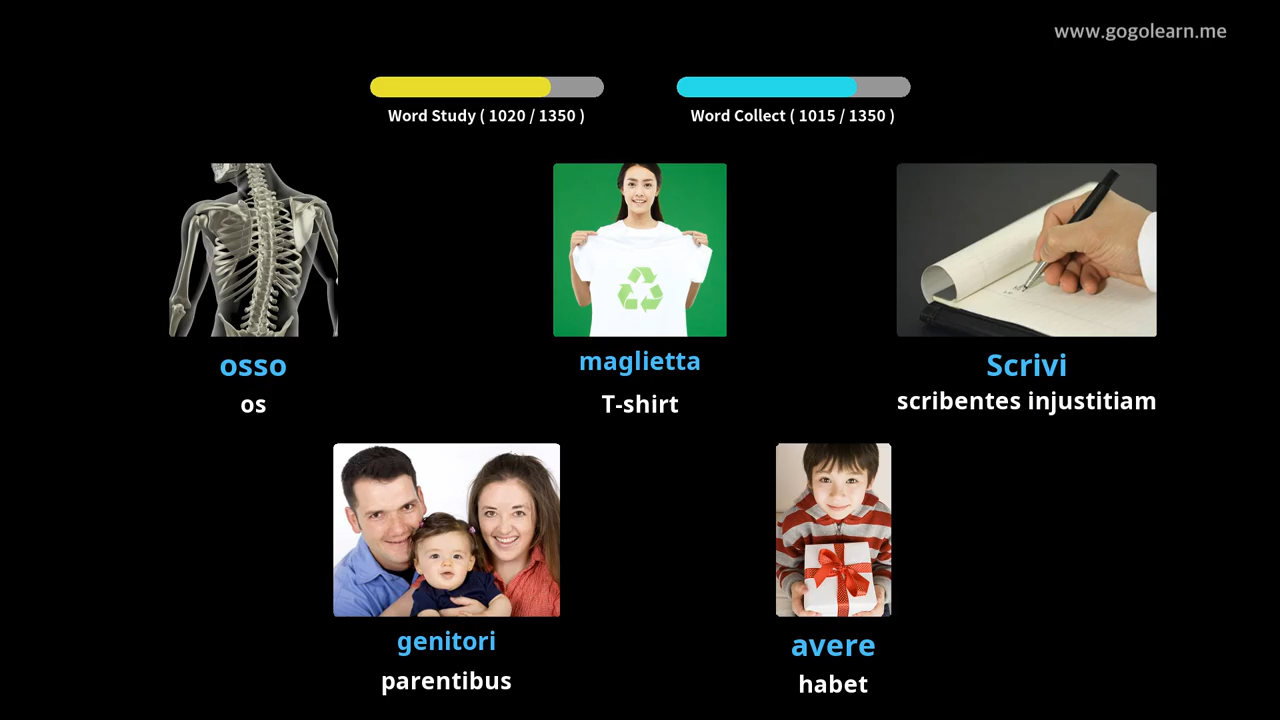 www.gogolearn.me
Word Study ( 1020 / 1350 )
Word Collect ( 1015 / 1350 )
osso
os
maglietta
T-shirt
Scrivi
scribentes injustitiam
genitori
parentibus
avere
habet